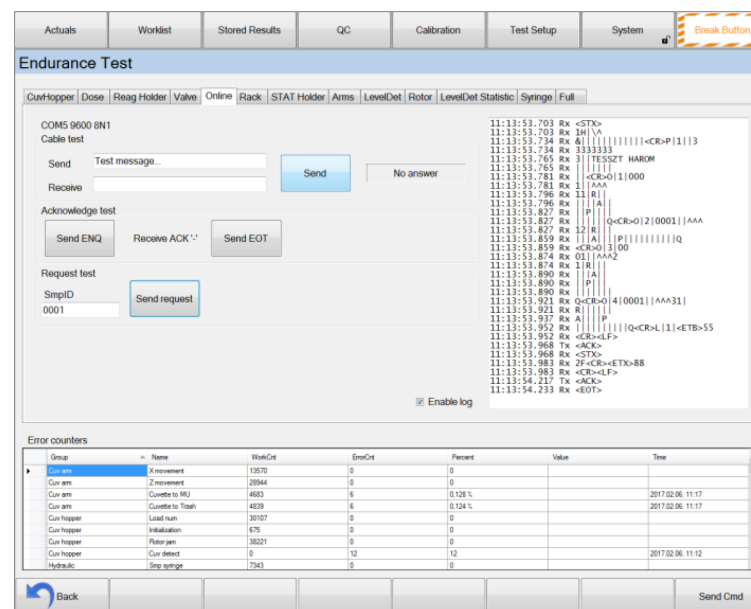 Actuals Worklist Stored Results QC Calibration Test Setup System Break Button
Endurance Test
CuvHopper Dose Reag Holder Valve Online Rack STAT Holder Arms LevelDet Rotor LevelDet Statistic Syringe Full
COM5 9600 8N1
Cable test
Send Test message... Send No answer
Receive
Acknowledge test
Send ENQ Receive ACK '-' Send EOT
Request test
SmpID
0001 Send request
Enable log
11:13:53.703 Rx <STX>
11:13:53.703 Rx 1H|\^
11:13:53.734 Rx &||||||||||||<CR>P|1||3
11:13:53.734 Rx 3333333
11:13:53.765 Rx 3||TESSZT HAROM
11:13:53.765 Rx |||||||
11:13:53.781 Rx ||<CR>O|1|000
11:13:53.781 Rx 1||^^^
11:13:53.796 Rx 11|R||
11:13:53.796 Rx ||||A||
11:13:53.827 Rx ||P||||
11:13:53.827 Rx ||||||Q<CR>O|2|0001||^^^
11:13:53.827 Rx 12|R|||
11:13:53.859 Rx |||A||||P||||||||||Q
11:13:53.859 Rx <CR>O|3|00
11:13:53.874 Rx 01||^^^2
11:13:53.874 Rx 1|R|||
11:13:53.890 Rx |||A||
11:13:53.890 Rx ||P|||
11:13:53.890 Rx |||||||
11:13:53.921 Rx Q<CR>O|4|0001||^^^31|
11:13:53.921 Rx R||||||
11:13:53.937 Rx A||||P
11:13:53.952 Rx ||||||||||Q<CR>L|1|<ETB>55
11:13:53.952 Rx <CR><LF>
11:13:53.968 Tx <ACK>
11:13:53.968 Rx <STX>
11:13:53.983 Rx 2F<CR><ETX>88
11:13:53.983 Rx <CR><LF>
11:13:54.217 Tx <ACK>
11:13:54.233 Rx <EOT>
Error counters
Group Name WorkCnt ErrorCnt Percent Value Time
Cuv arm X movement 13570 0 0
Cuv arm Z movement 28944 0 0
Cuv arm Cuvette to MU 4683 6 0,128 % 2017.02.06. 11:17
Cuv arm Cuvette to Trash 4839 6 0,124 % 2017.02.06. 11:17
Cuv hopper Load num 30107 0 0
Cuv hopper Initialization 675 0 0
Cuv hopper Rotor jam 38221 0 0
Cuv hopper Cuv detect 0 12 12 2017.02.06. 11:12
Hydraulic Smp syringe 7343 0 0
Back Send Cmd